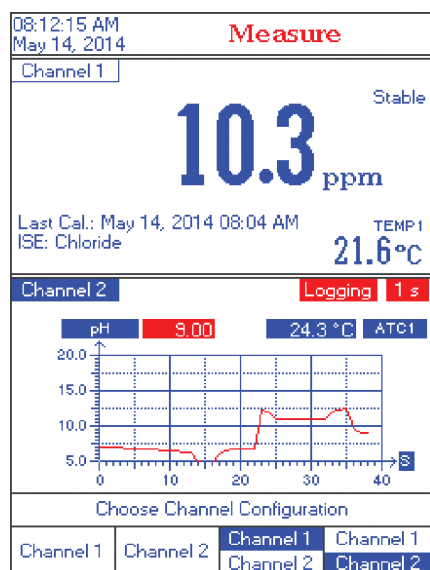 08:12:15 AM
May 14, 2014
Measure
Channel 1
Stable
10.3 ppm
Last Cal.: May 14, 2014 08:04 AM
ISE: Chloride
TEMP1
21.6°C
Channel 2
Logging 1 s
pH 9.00 24.3 °C ATC1
20.0
15.0
10.0
5.0
0 10 20 30 40 S
Choose Channel Configuration
Channel 1
Channel 2
Channel 1
Channel 2
Channel 1
Channel 2